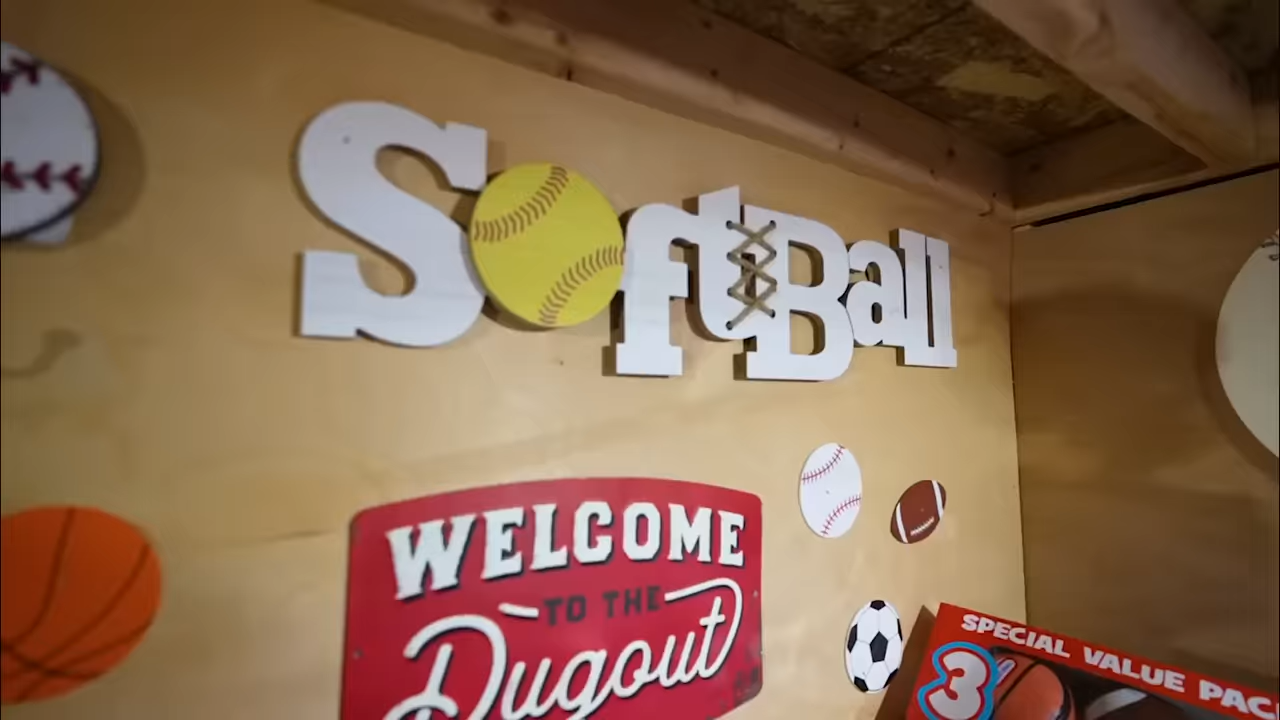 SoftBall
WELCOME
TO THE
Dugout
SPECIAL VALUE PAC
3